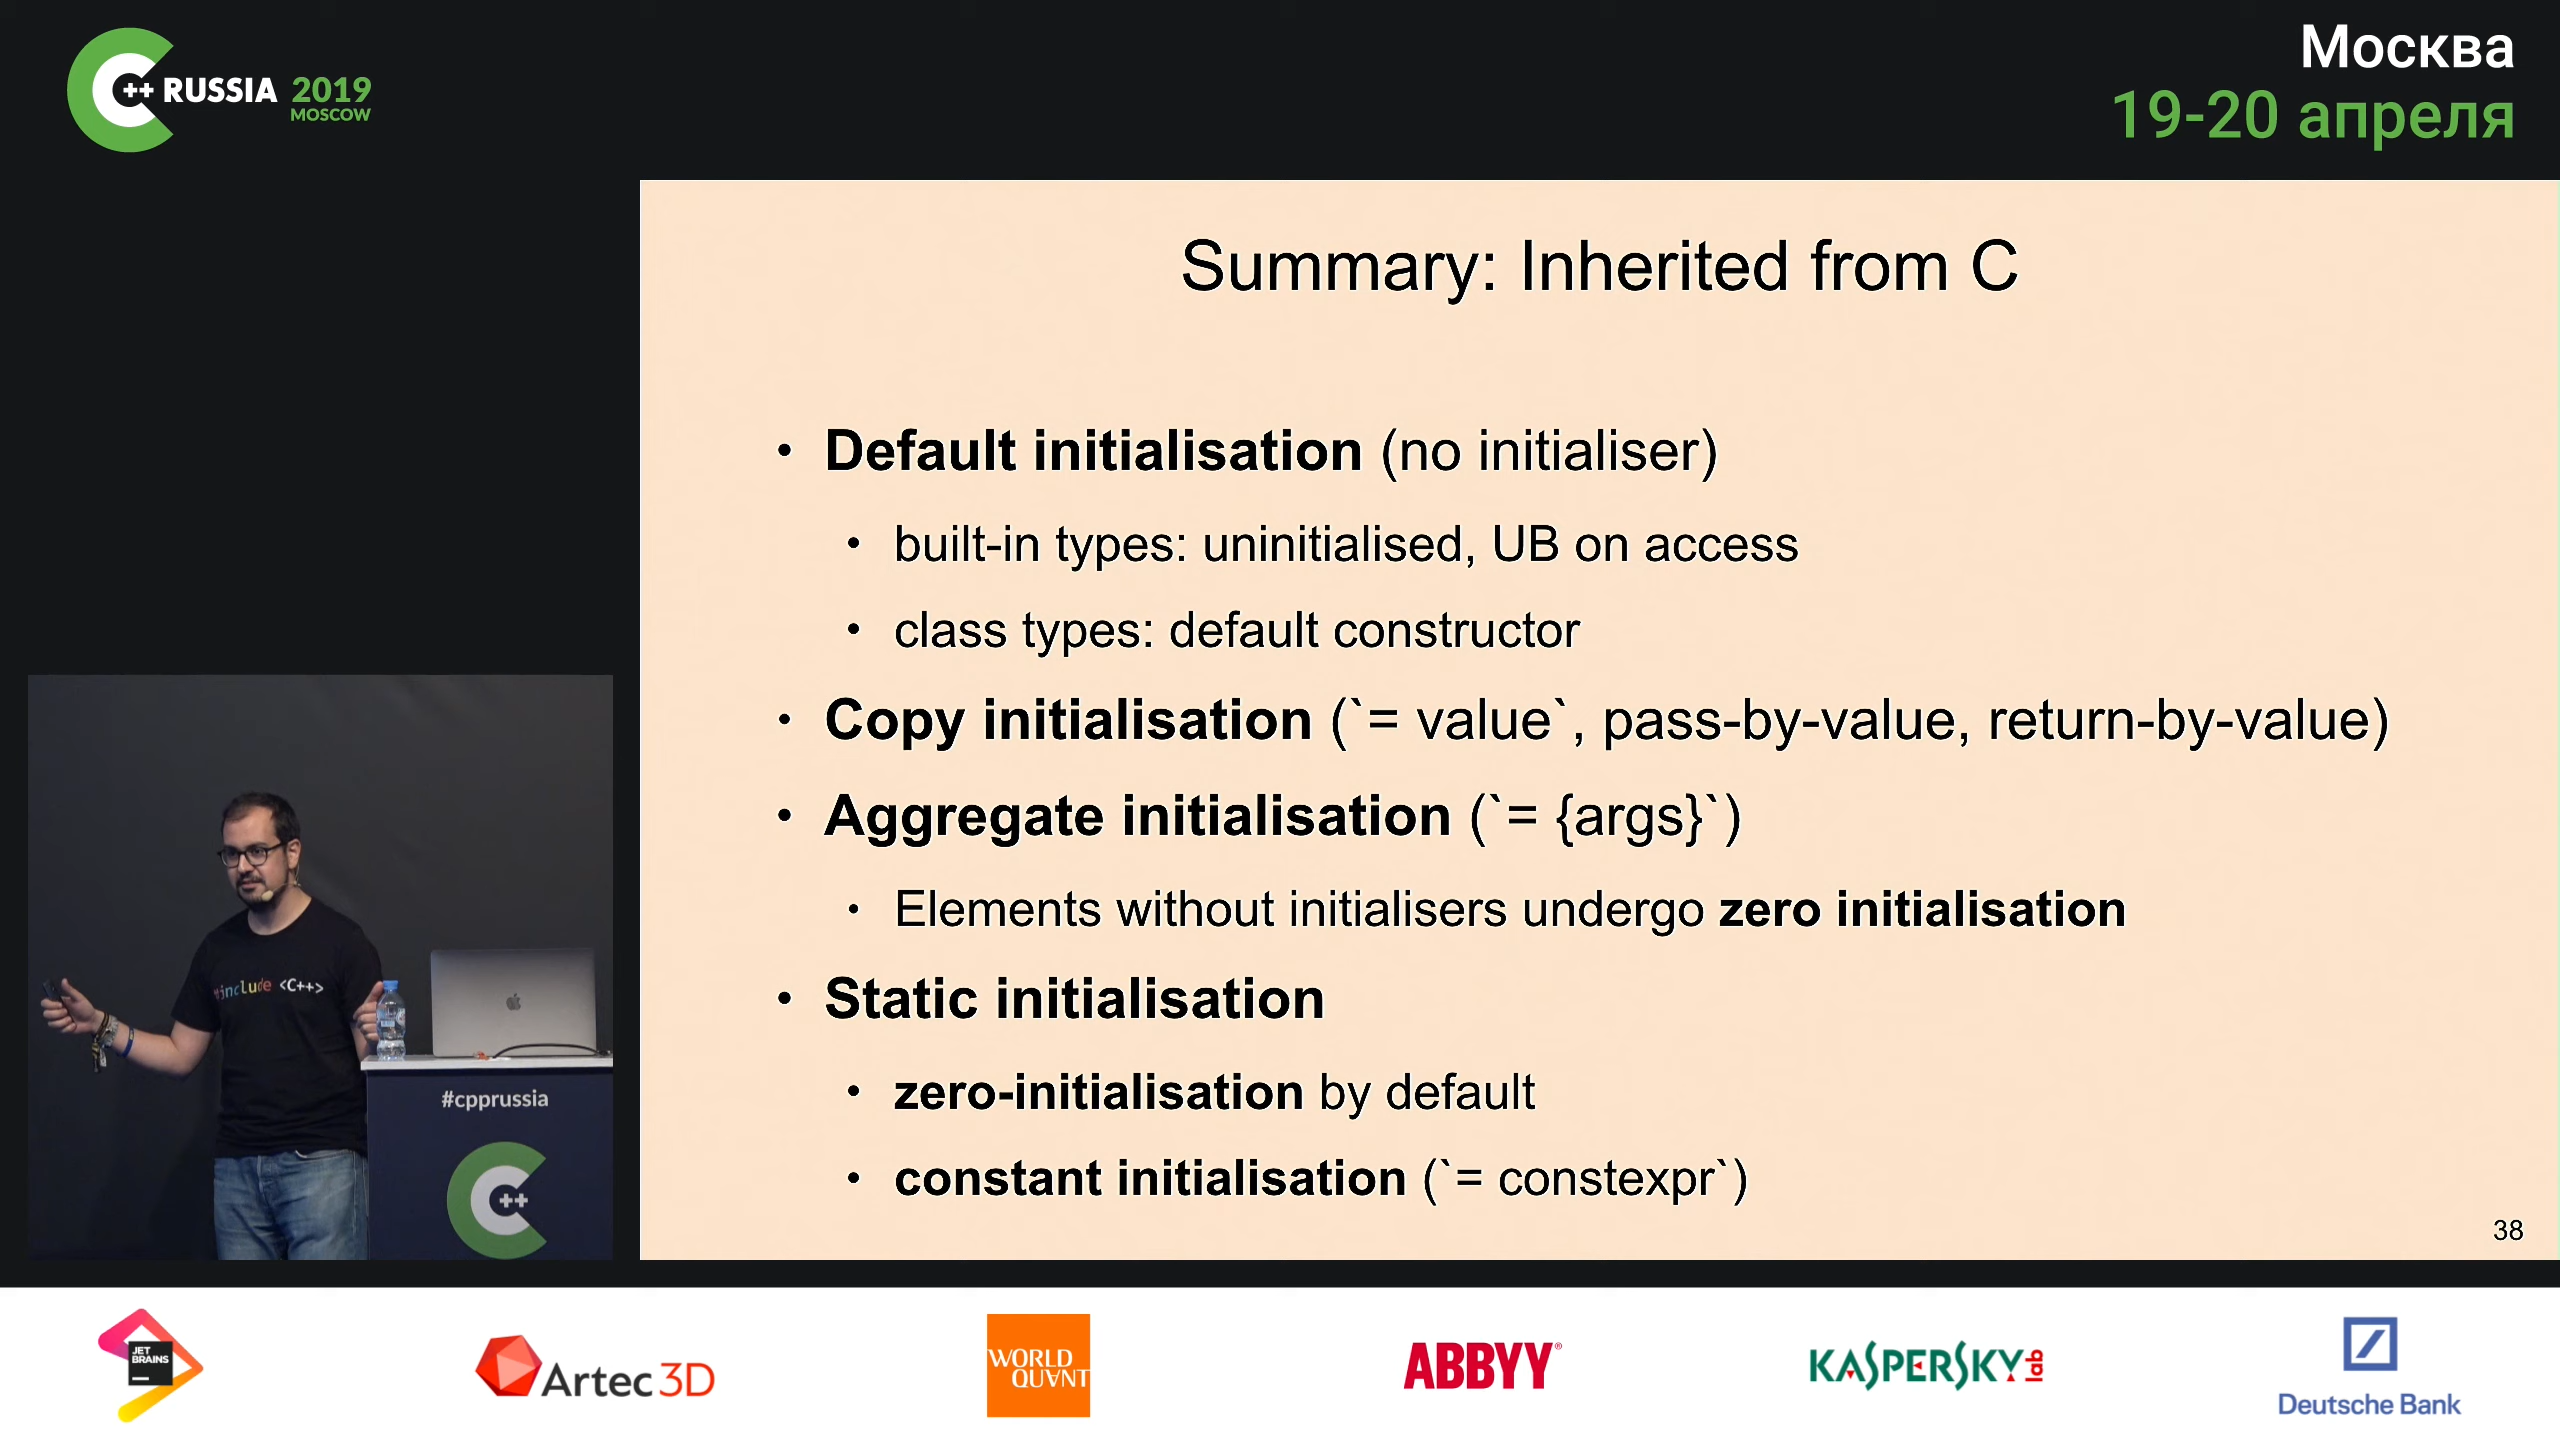 C++ RUSSIA 2019
MOSCOW
Москва
19-20 апреля
Summary: Inherited from C
• Default initialisation (no initialiser)
• built-in types: uninitialised, UB on access
• class types: default constructor
• Copy initialisation (`= value`, pass-by-value, return-by-value)
• Aggregate initialisation (`= {args}`)
• Elements without initialisers undergo zero initialisation
• Static initialisation
• zero-initialisation by default
• constant initialisation (`= constexpr`)
38
#include <C++>
#cpprussia
C++
JET
BRAINS
Artec 3D
WORLD
QUANT
ABBYY®
KASPERSKY lab
Deutsche Bank